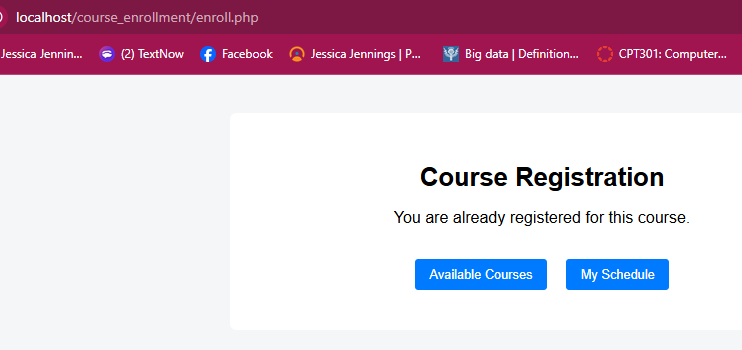 localhost/course_enrollment/enroll.php
Jessica Jennin... (2) TextNow Facebook Jessica Jennings | P... Big data | Definition... CPT301: Computer...
Course Registration
You are already registered for this course.
Available Courses My Schedule